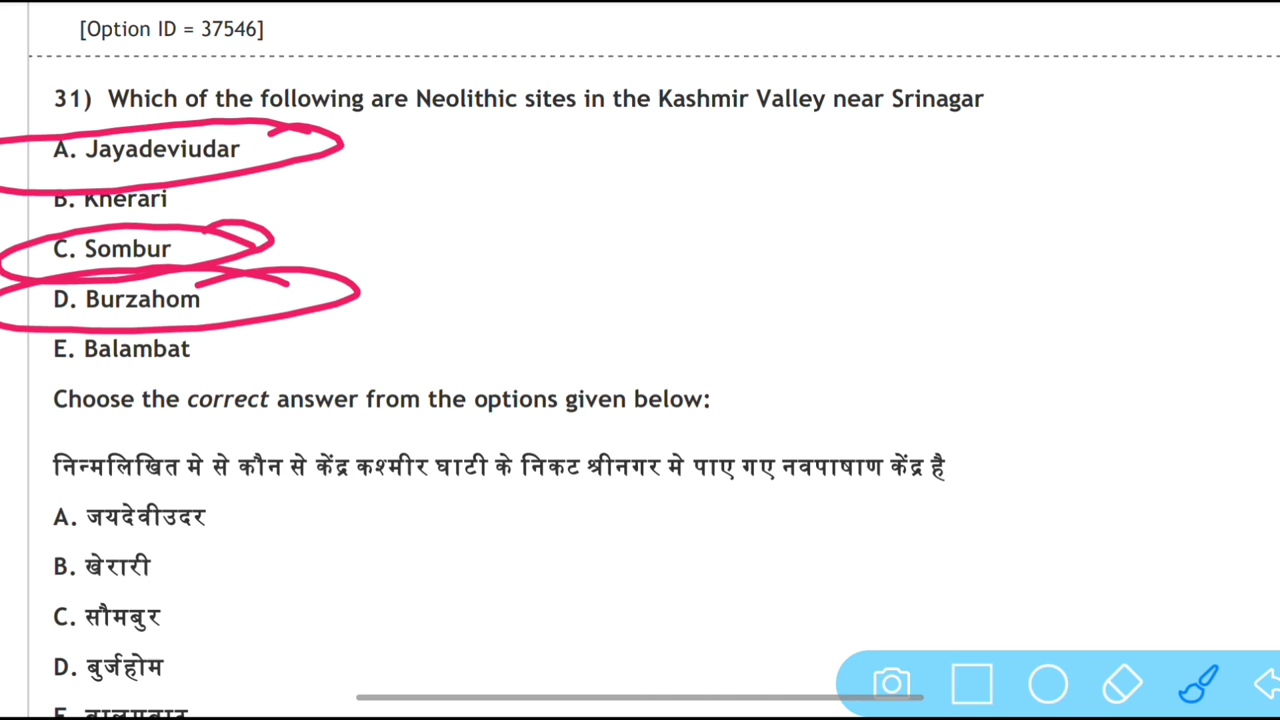 [Option ID = 37546]
31) Which of the following are Neolithic sites in the Kashmir Valley near Srinagar
A. Jayadeviudar
B. Kherari
C. Sombur
D. Burzahom
E. Balambat
Choose the correct answer from the options given below:
निन्मलिखित मे से कौन से केंद्र कश्मीर घाटी के निकट श्रीनगर मे पाए गए नवपाषाण केंद्र है
A. जयदेवीउदर
B. खेरारी
C. सौमबुर
D. बुर्जहोम
E.